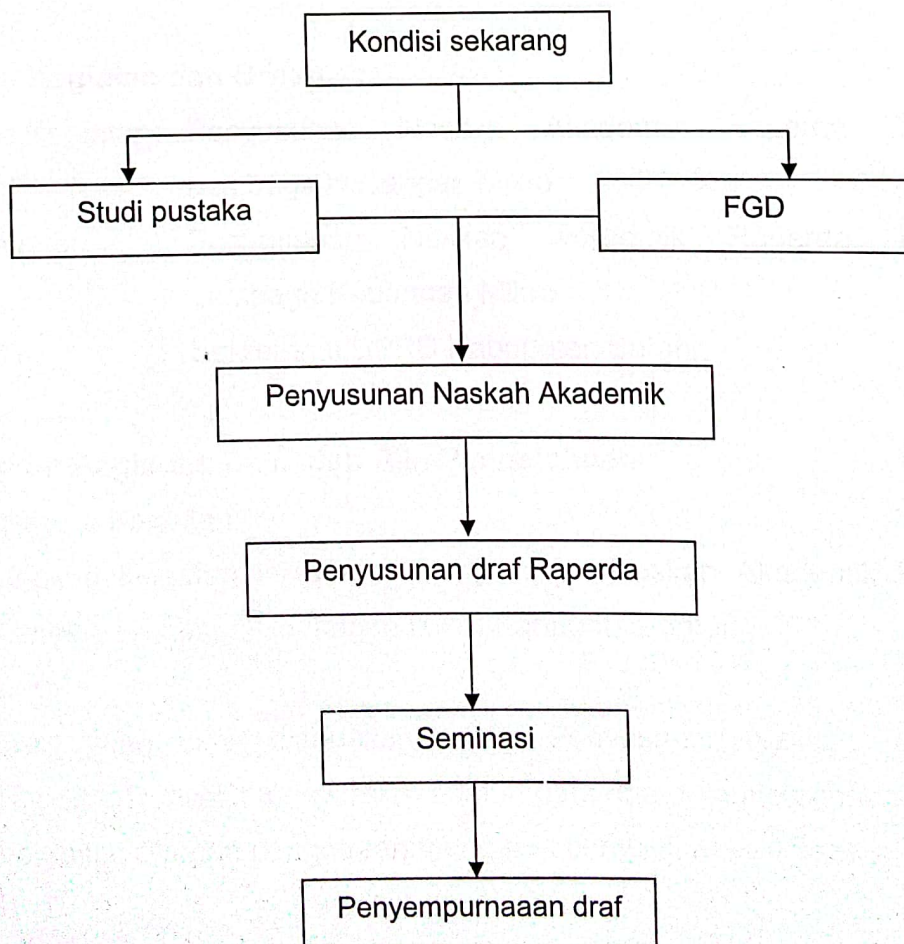 Kondisi sekarang
Studi pustaka
FGD
Penyusunan Naskah Akademik
Penyusunan draf Raperda
Seminasi
Penyempurnaaan draf